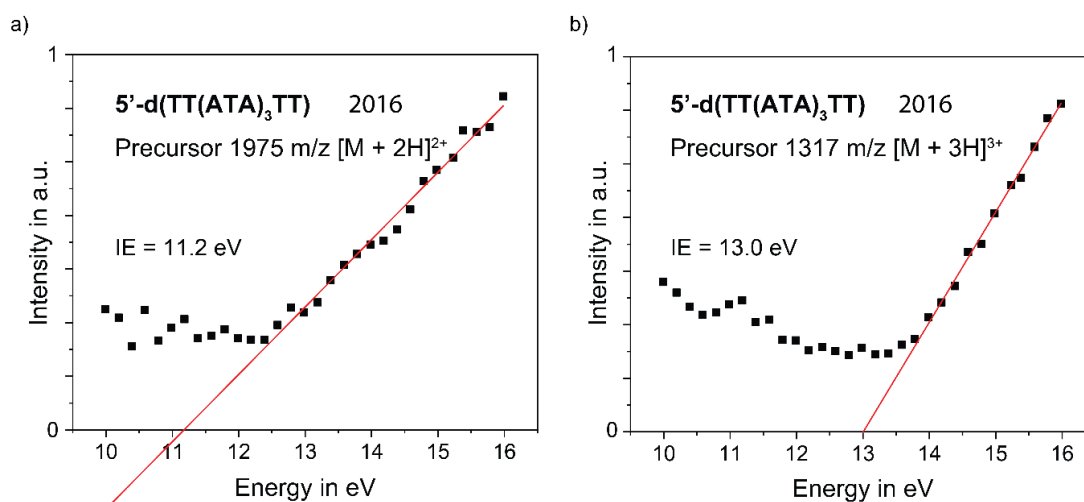 a)
1
5’-d(TT(ATA)₃TT) 2016
Precursor 1975 m/z [M + 2H]²⁺
IE = 11.2 eV
Intensity in a.u.
0
10 11 12 13 14 15 16
Energy in eV
b)
1
5’-d(TT(ATA)₃TT) 2016
Precursor 1317 m/z [M + 3H]³⁺
IE = 13.0 eV
Intensity in a.u.
0
10 11 12 13 14 15 16
Energy in eV